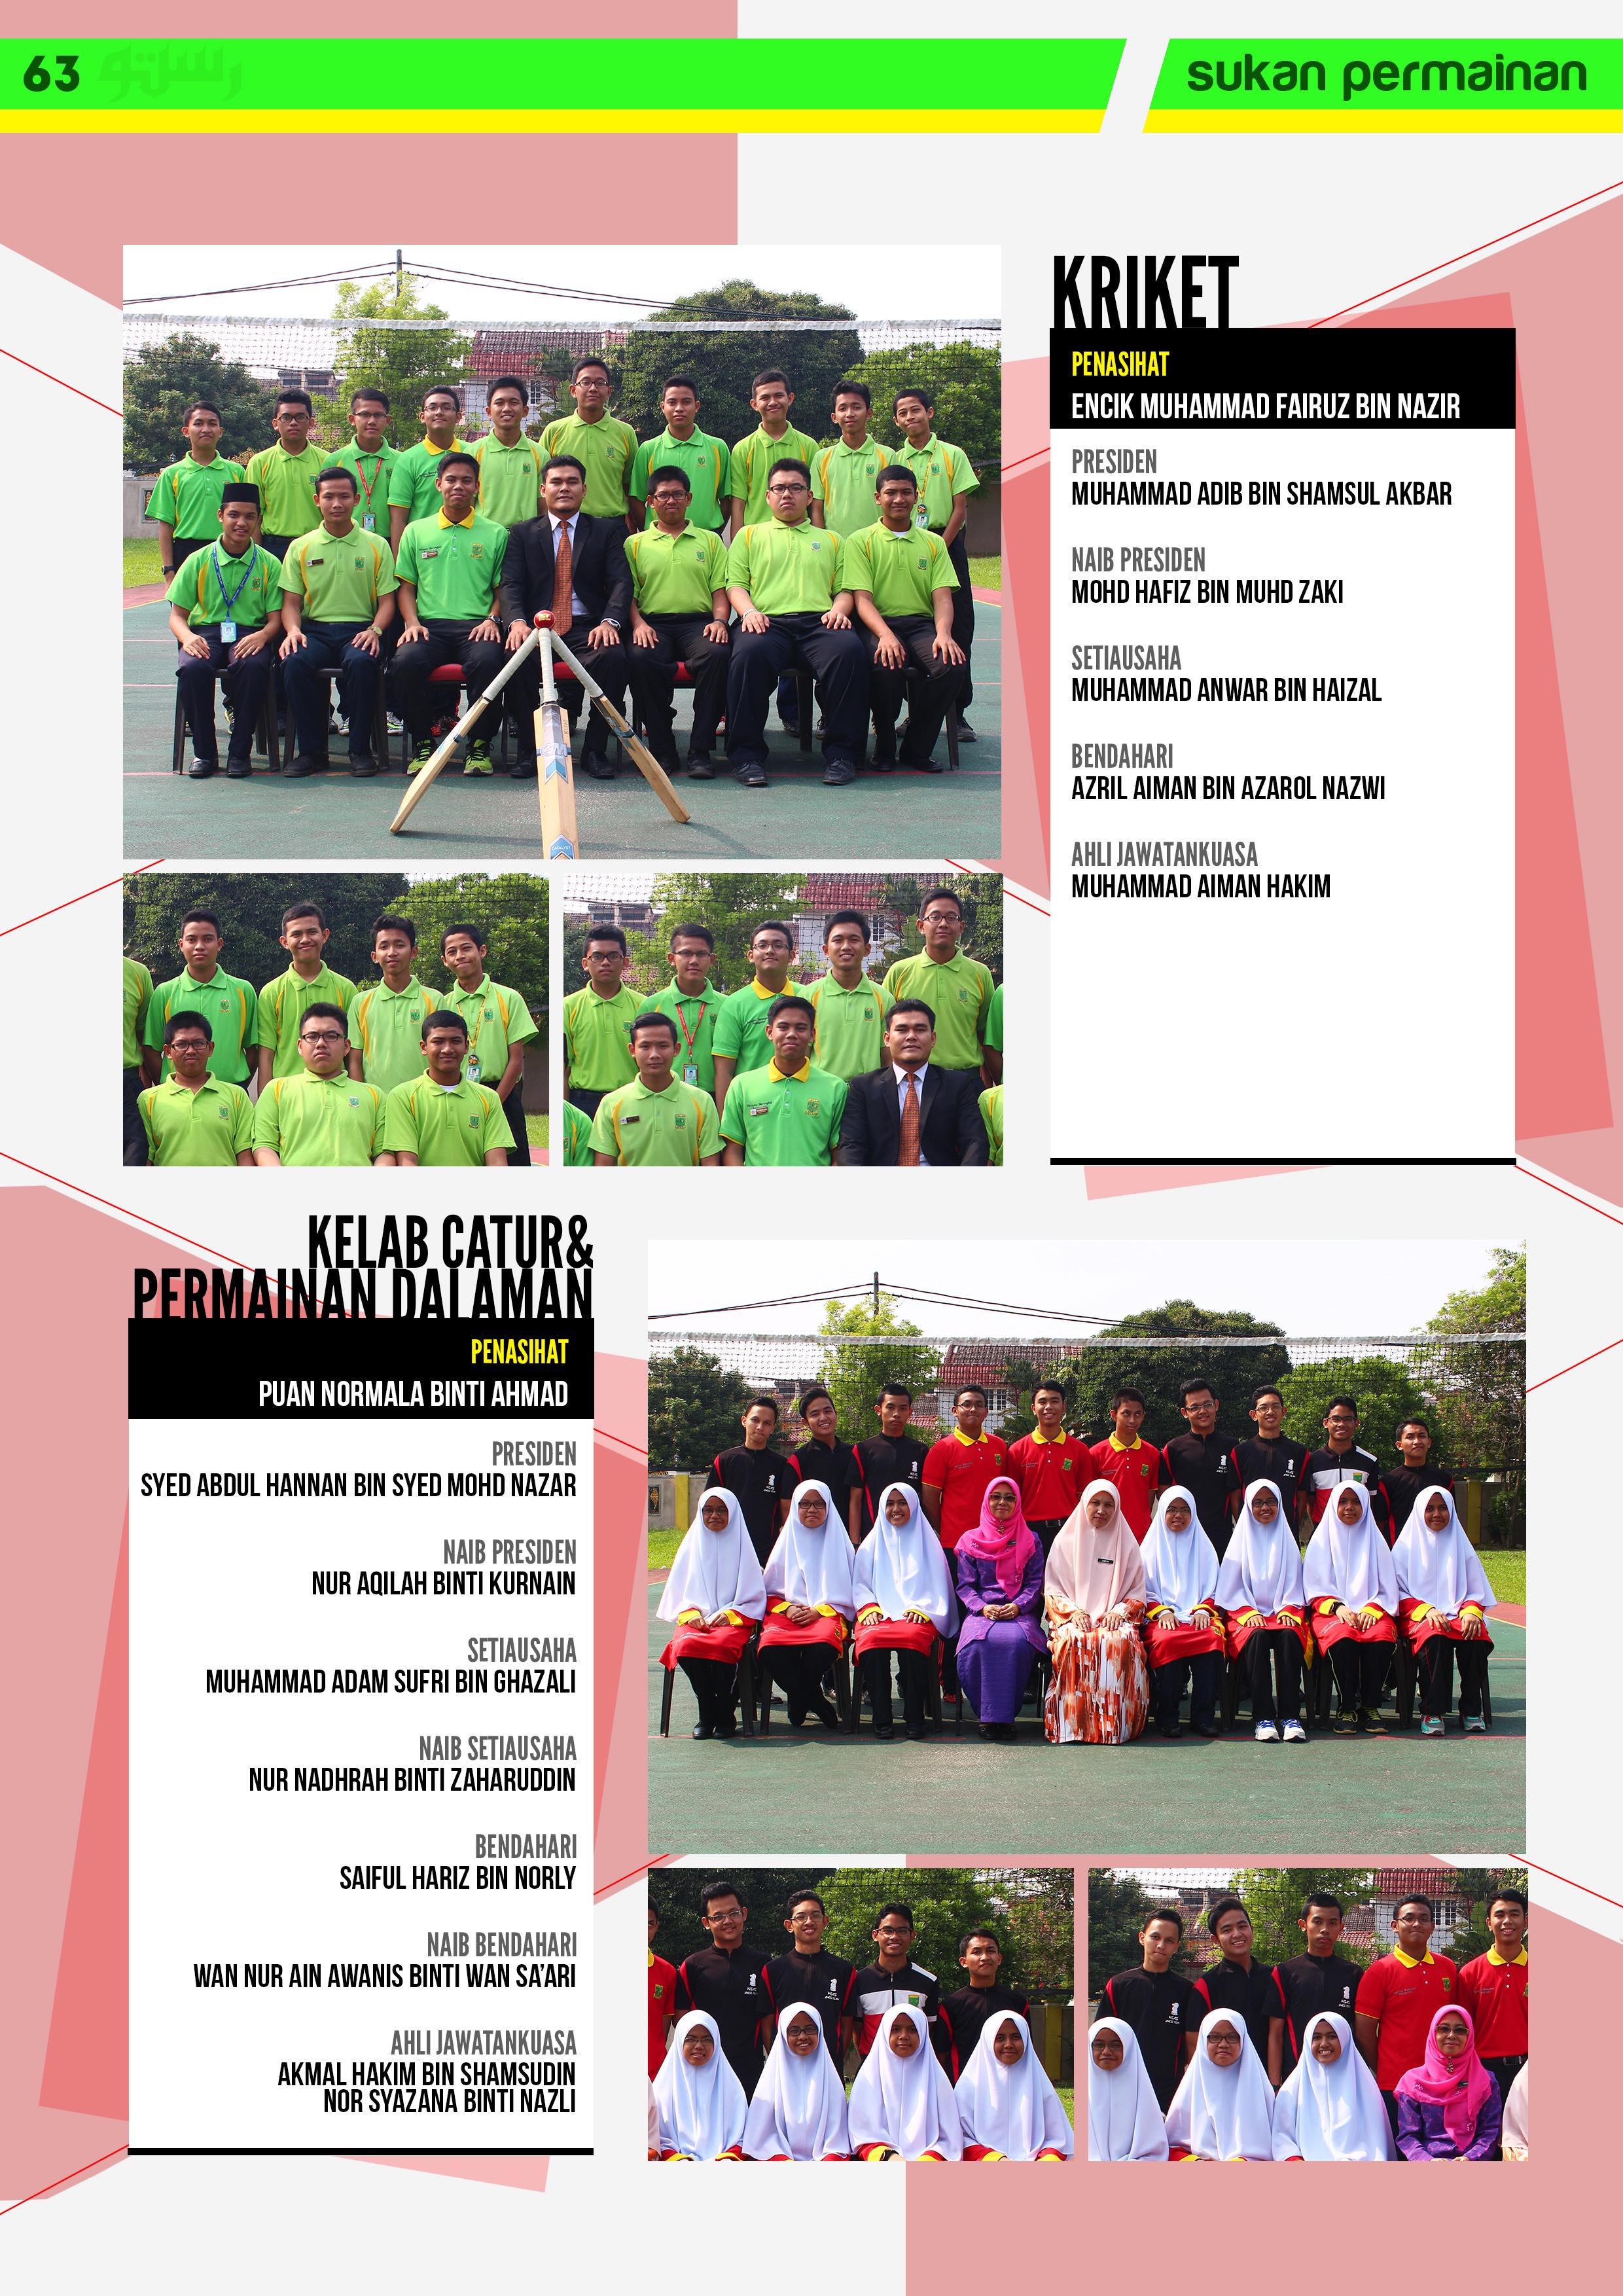 63 رستو
sukan permainan
KRIKET
PENASIHAT
ENCIK MUHAMMAD FAIRUZ BIN NAZIR
PRESIDEN
MUHAMMAD ADIB BIN SHAMSUL AKBAR
NAIB PRESIDEN
MOHD HAFIZ BIN MUHD ZAKI
SETIAUSAHA
MUHAMMAD ANWAR BIN HAIZAL
BENDAHARI
AZRIL AIMAN BIN AZAROL NAZWI
AHLI JAWATANKUASA
MUHAMMAD AIMAN HAKIM
KELAB CATUR&
PERMAINAN DALAMAN
PENASIHAT
PUAN NORMALA BINTI AHMAD
PRESIDEN
SYED ABDUL HANNAN BIN SYED MOHD NAZAR
NAIB PRESIDEN
NUR AQILAH BINTI KURNAIN
SETIAUSAHA
MUHAMMAD ADAM SUFRI BIN GHAZALI
NAIB SETIAUSAHA
NUR NADHRAH BINTI ZAHARUDDIN
BENDAHARI
SAIFUL HARIZ BIN NORLY
NAIB BENDAHARI
WAN NUR AIN AWANIS BINTI WAN SA'ARI
AHLI JAWATANKUASA
AKMAL HAKIM BIN SHAMSUDIN
NOR SYAZANA BINTI NAZLI